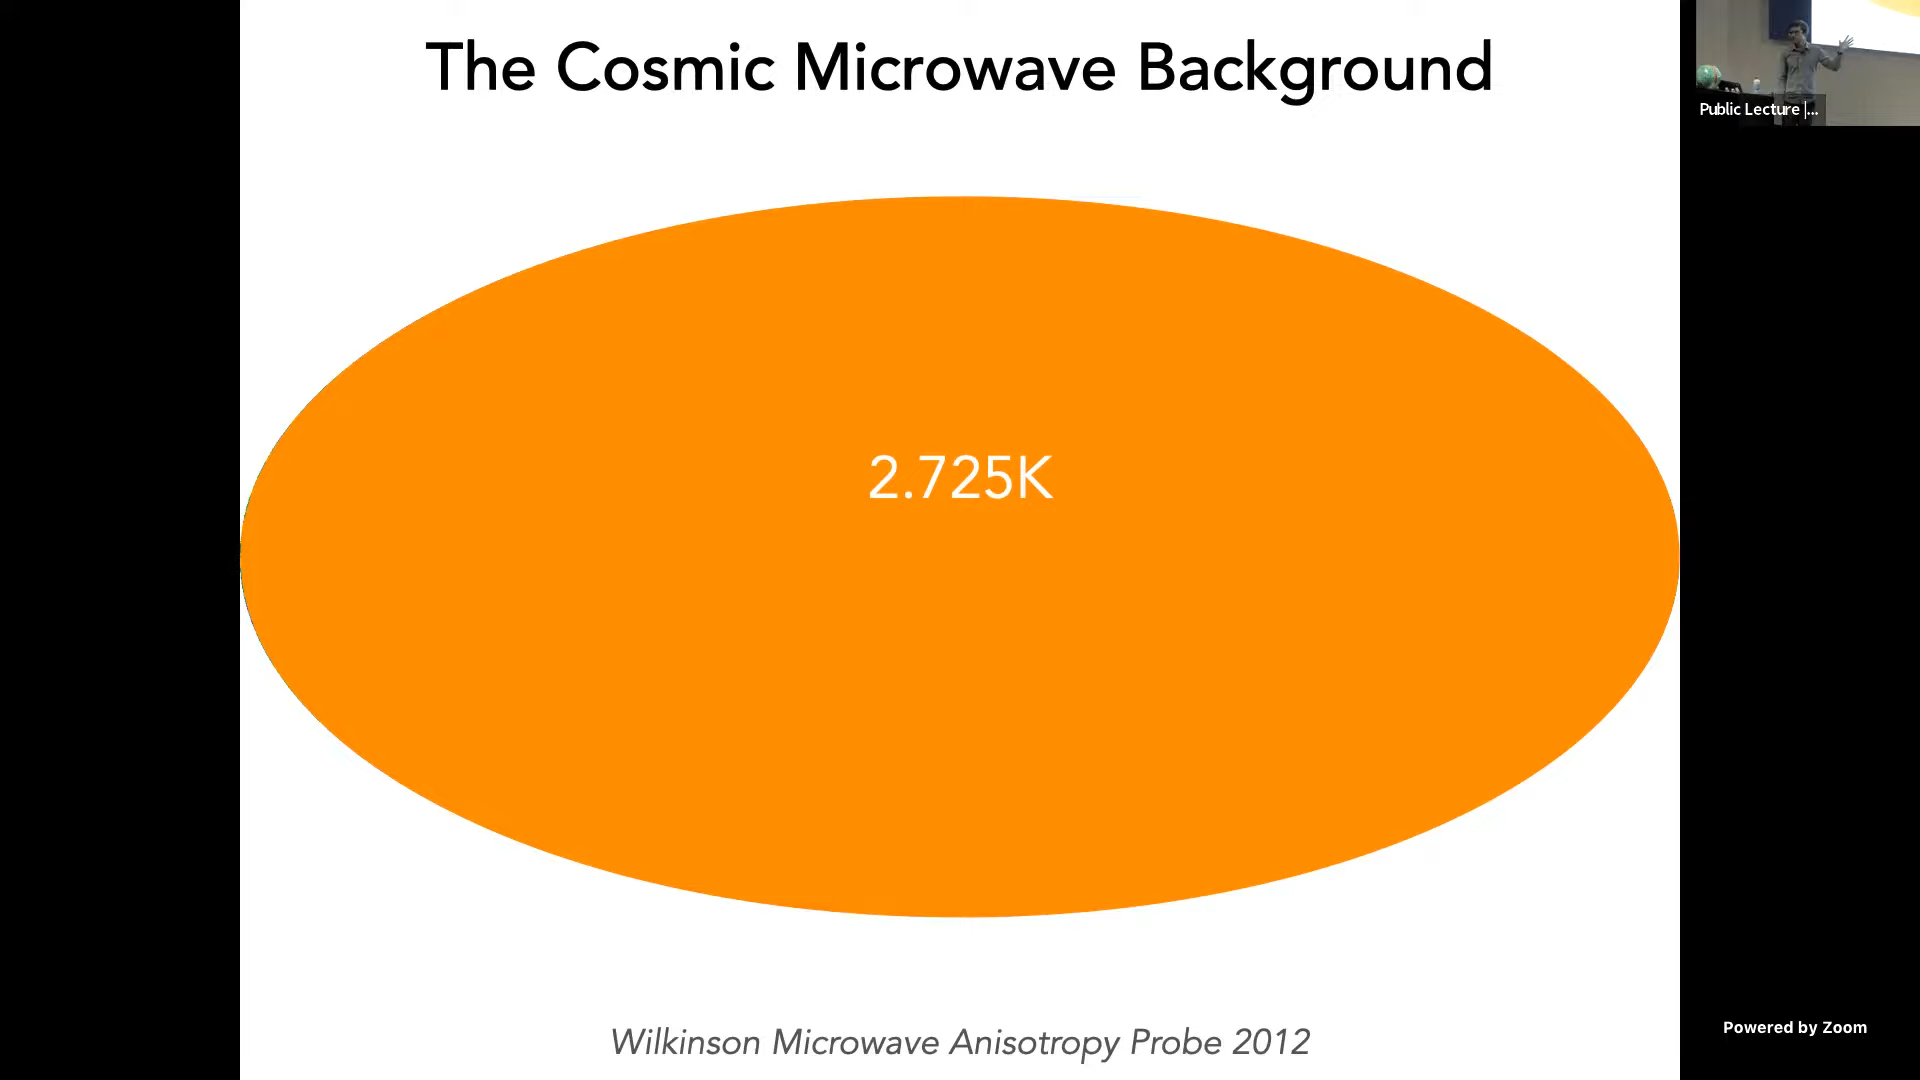 The Cosmic Microwave Background
Public Lecture |...
2.725K
Powered by Zoom
Wilkinson Microwave Anisotropy Probe 2012